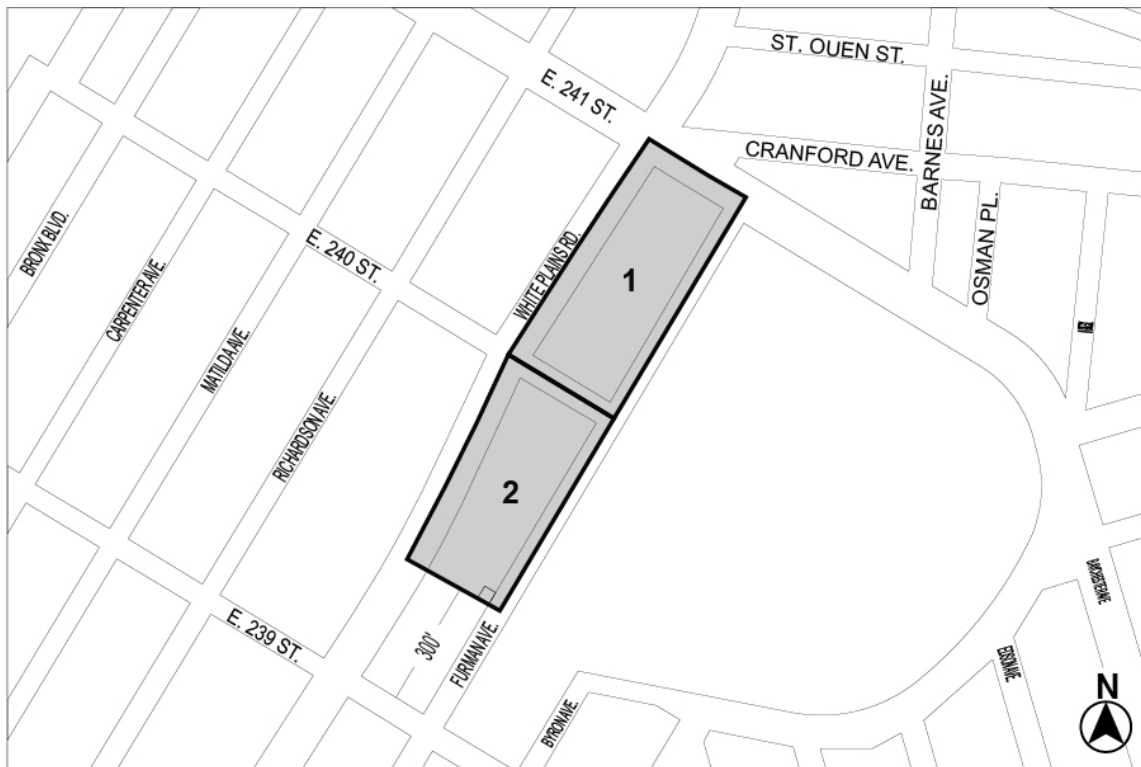 ST. OUEN ST.
E. 241 ST.
BARNES AVE.
CRANFORD AVE.
OSMAN PL.
BRONX BLVD.
E. 240 ST.
WHITE PLAINS RD.
1
CARPENTER AVE.
MATILDA AVE.
RICHARDSON AVE.
2
E. 239 ST.
300'
FURMAN AVE.
BYRON AVE.
EDSON AVE.
N